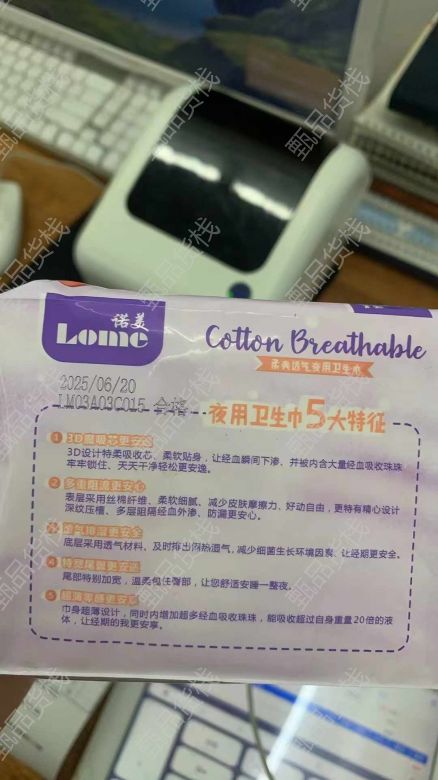 诺美
Lome
Cotton Breathable
柔爽透气夜用卫生巾
2025/06/20
LM03A03C015 合格
夜用卫生巾5大特征
1 3D瞬吸芯更安全
3D设计特柔吸收芯、柔软贴身，让经血瞬间下渗、并被内含大量经血吸收珠珠
牢牢锁住、天天干净轻松更安逸。
2 多重阻流更安心
表层采用丝棉纤维、柔软细腻、减少皮肤摩擦力、好动自由，更特有精心设计
深纹压槽、多层阻隔经血外渗、防漏更安心。
透气排湿更安全
底层采用透气材料、及时排出闷热湿气，减少细菌生长环境因素、让经期更安全。
4 特宽尾翼更安逸
尾部特别加宽，温柔包住臀部，让您舒适安睡一整夜。
5 超薄零感更安享
巾身超薄设计，同时内增加超多经血吸收珠珠，能吸收超过自身重量20倍的液
体，让经期的我更安享。
甄品货栈